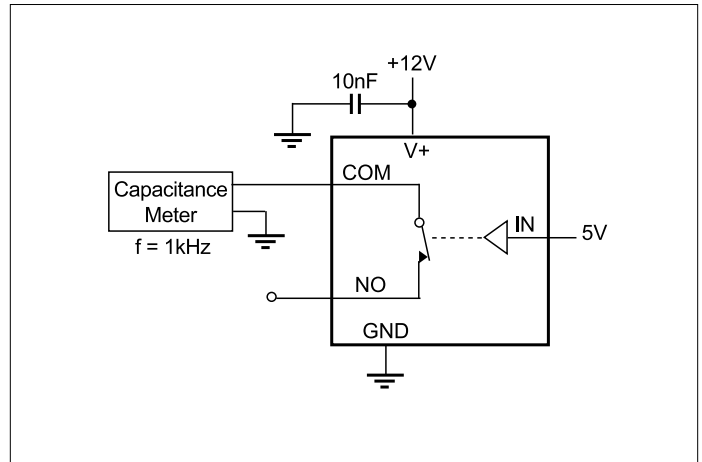 +12V
10nF
V+
COM
Capacitance
Meter
IN
5V
f = 1kHz
NO
GND